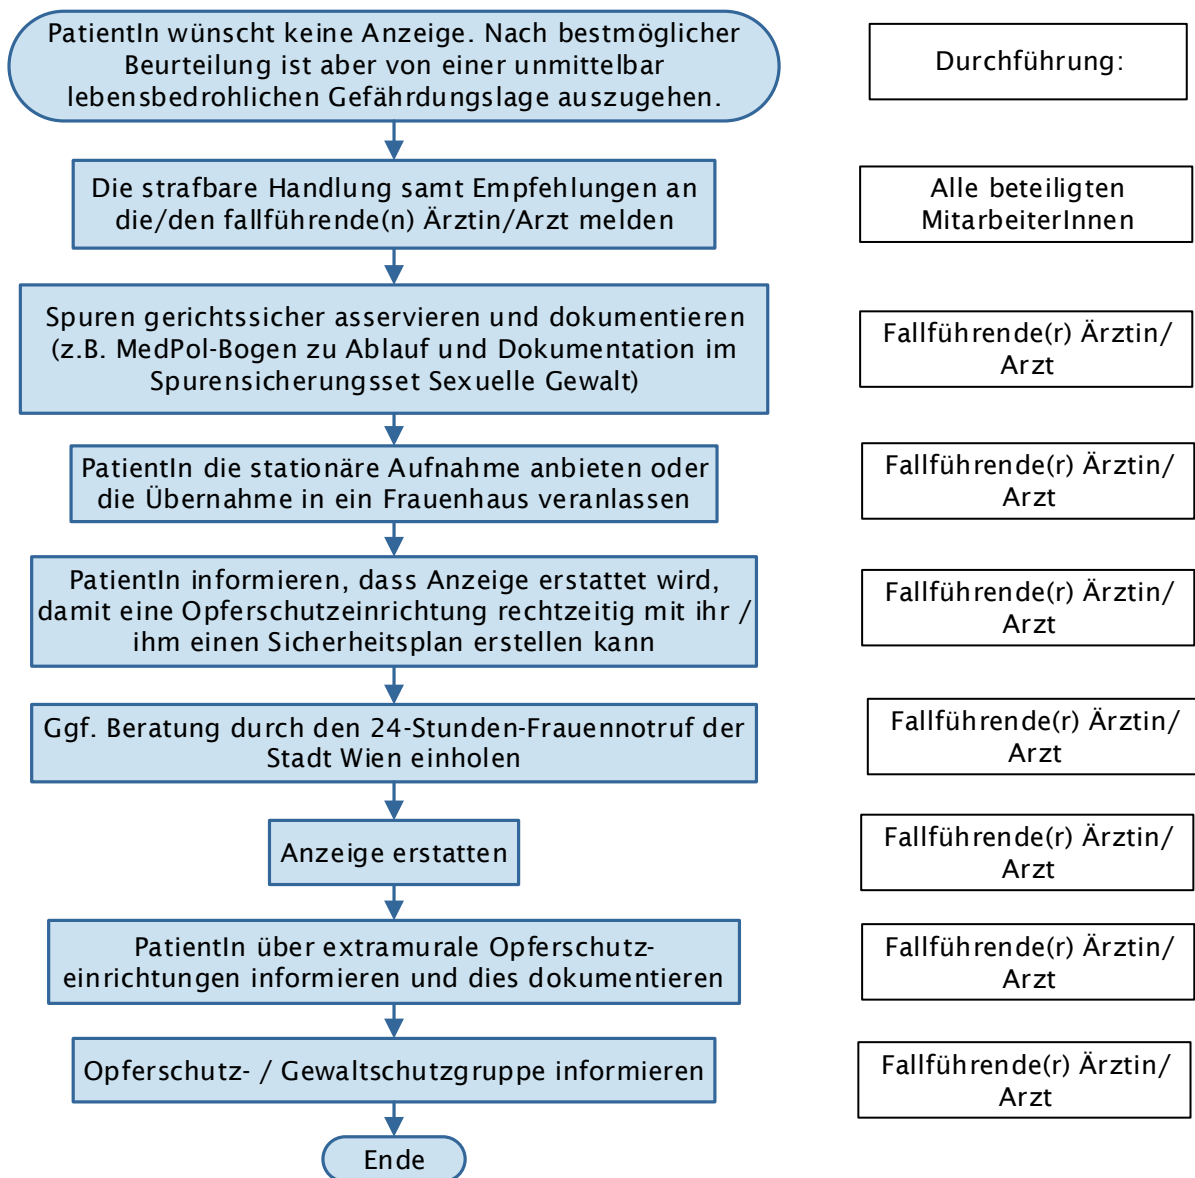 PatientIn wünscht keine Anzeige. Nach bestmöglicher
Beurteilung ist aber von einer unmittelbar
lebensbedrohlichen Gefährdungslage auszugehen.
Durchführung:
Die strafbare Handlung samt Empfehlungen an
die/den fallführende(n) Ärztin/Arzt melden
Alle beteiligten
MitarbeiterInnen
Spuren gerichtssicher asservieren und dokumentieren
(z.B. MedPol-Bogen zu Ablauf und Dokumentation im
Spurensicherungsset Sexuelle Gewalt)
Fallführende(r) Ärztin/
Arzt
PatientIn die stationäre Aufnahme anbieten oder
die Übernahme in ein Frauenhaus veranlassen
Fallführende(r) Ärztin/
Arzt
PatientIn informieren, dass Anzeige erstattet wird,
damit eine Opferschutzeinrichtung rechtzeitig mit ihr /
ihm einen Sicherheitsplan erstellen kann
Fallführende(r) Ärztin/
Arzt
Ggf. Beratung durch den 24-Stunden-Frauennotruf der
Stadt Wien einholen
Fallführende(r) Ärztin/
Arzt
Anzeige erstatten
Fallführende(r) Ärztin/
Arzt
PatientIn über extramurale Opferschutz-
einrichtungen informieren und dies dokumentieren
Fallführende(r) Ärztin/
Arzt
Opferschutz- / Gewaltschutzgruppe informieren
Fallführende(r) Ärztin/
Arzt
Ende